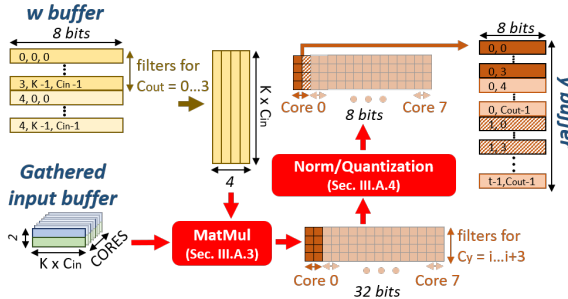 w buffer
8 bits
0, 0, 0
3, K -1, Cin -1
4, 0, 0
4, K -1, Cin-1
filters for
Cout = 0...3
K x Cin
4
Gathered
input buffer
2
K x Cin
CORES
MatMul
(Sec. III.A.3)
Norm/Quantization
(Sec. III.A.4)
Core 0
Core 7
8 bits
filters for
Cy = i...i+3
Core 0
Core 7
32 bits
8 bits
0, 0
0, 3
0, 4
0, Cout-1
1, 0
1, 3
t-1,Cout-1
y buffer